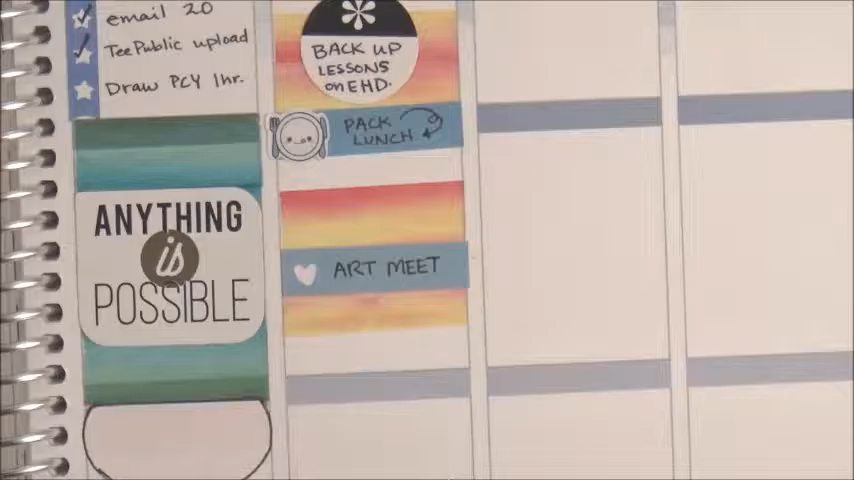 email 20
TeePublic upload
Draw PCY 1hr.
BACK UP
LESSONS
on EHD.
PACK
LUNCH
ANYTHING
is
POSSIBLE
ART MEET